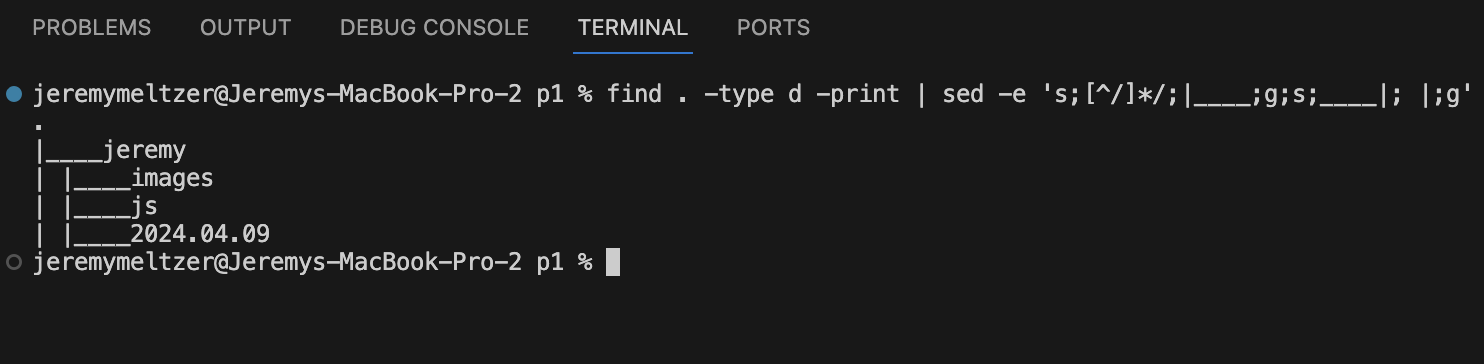 PROBLEMS OUTPUT DEBUG CONSOLE TERMINAL PORTS
jeremymeltzer@Jeremys-MacBook-Pro-2 p1 % find . -type d -print | sed -e 's;[^/]*/;|____;g;s;____|; |;g'
.
|____jeremy
| |____images
| |____js
| |____2024.04.09
jeremymeltzer@Jeremys-MacBook-Pro-2 p1 %